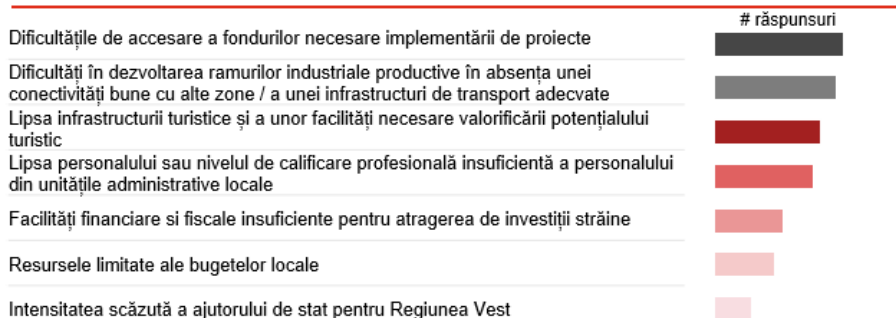 # răspunsuri
Dificultățile de accesare a fondurilor necesare implementării de proiecte
Dificultăți în dezvoltarea ramurilor industriale productive în absența unei
conectivități bune cu alte zone / a unei infrastructuri de transport adecvate
Lipsa infrastructurii turistice și a unor facilități necesare valorificării potențialului
turistic
Lipsa personalului sau nivelul de calificare profesională insuficientă a personalului
din unitățile administrative locale
Facilități financiare si fiscale insuficiente pentru atragerea de investiții străine
Resursele limitate ale bugetelor locale
Intensitatea scăzută a ajutorului de stat pentru Regiunea Vest